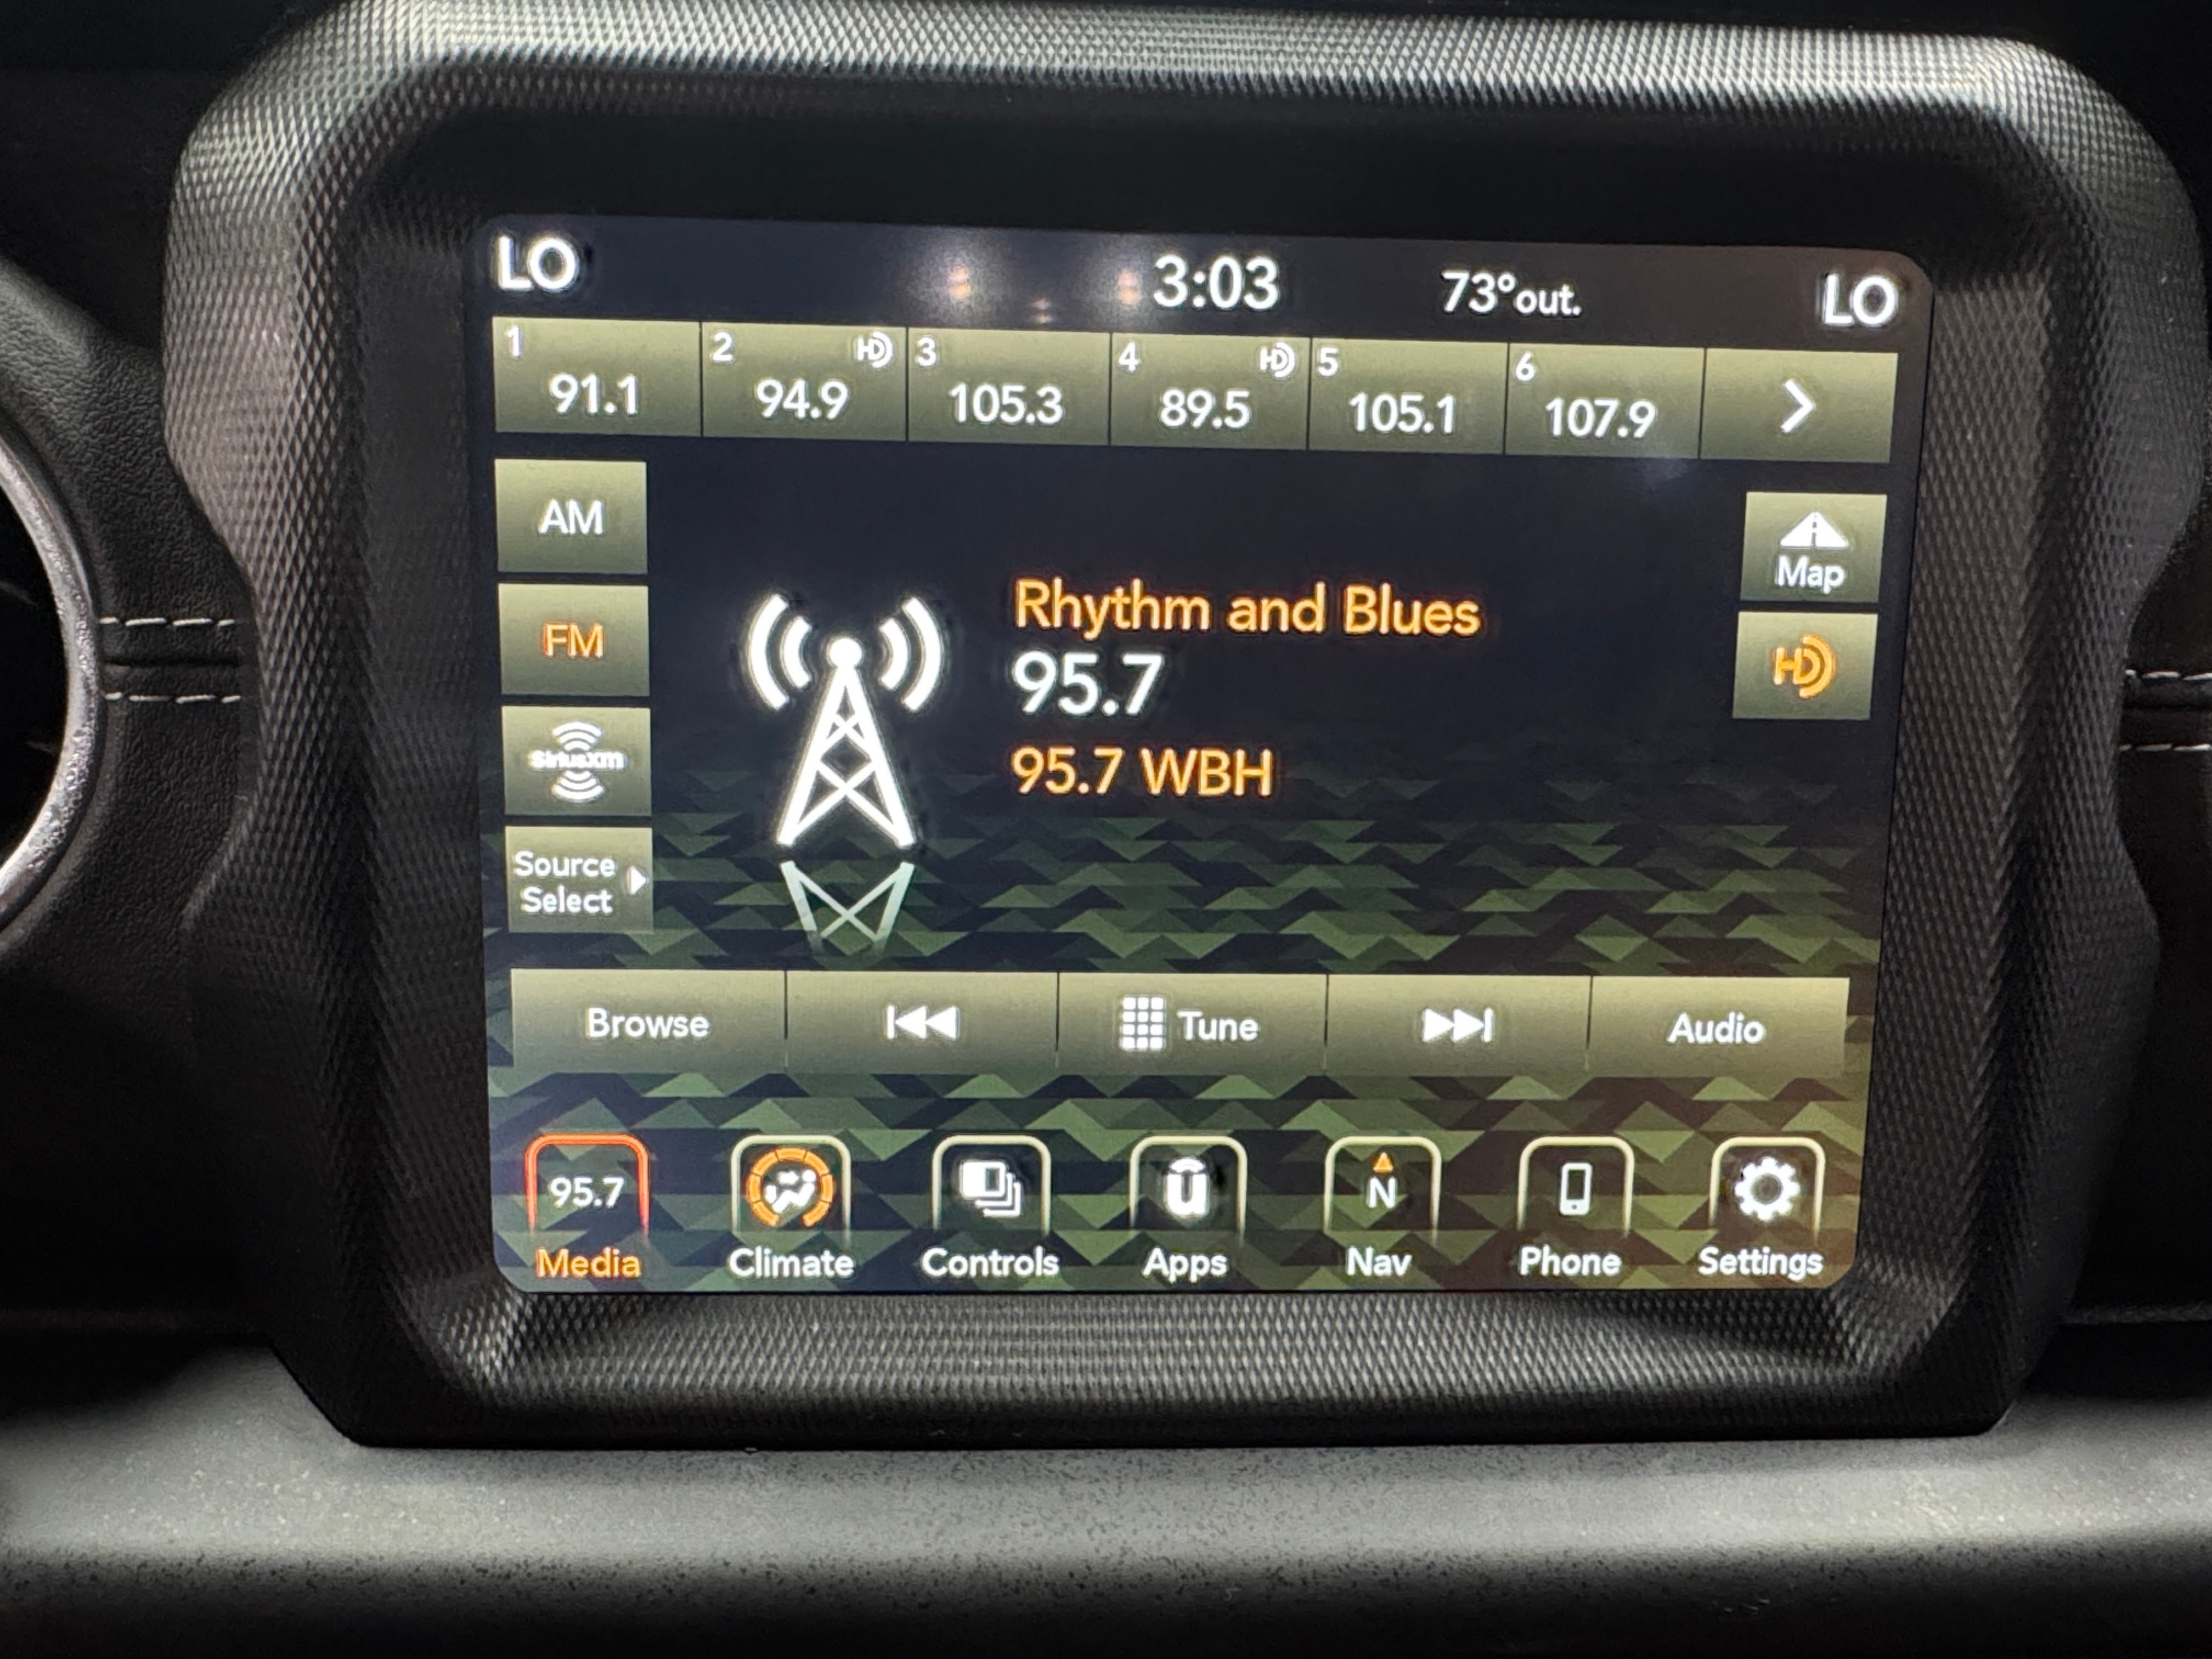 LO 3:03 73°out. LO
1 2 HD 3 4 HD 5 6
91.1 94.9 105.3 89.5 105.1 107.9
AM
FM
SiriusXM
Source
Select
Rhythm and Blues
95.7
95.7 WBH
Map
HD
Browse Tune Audio
95.7 u N
Media Climate Controls Apps Nav Phone Settings